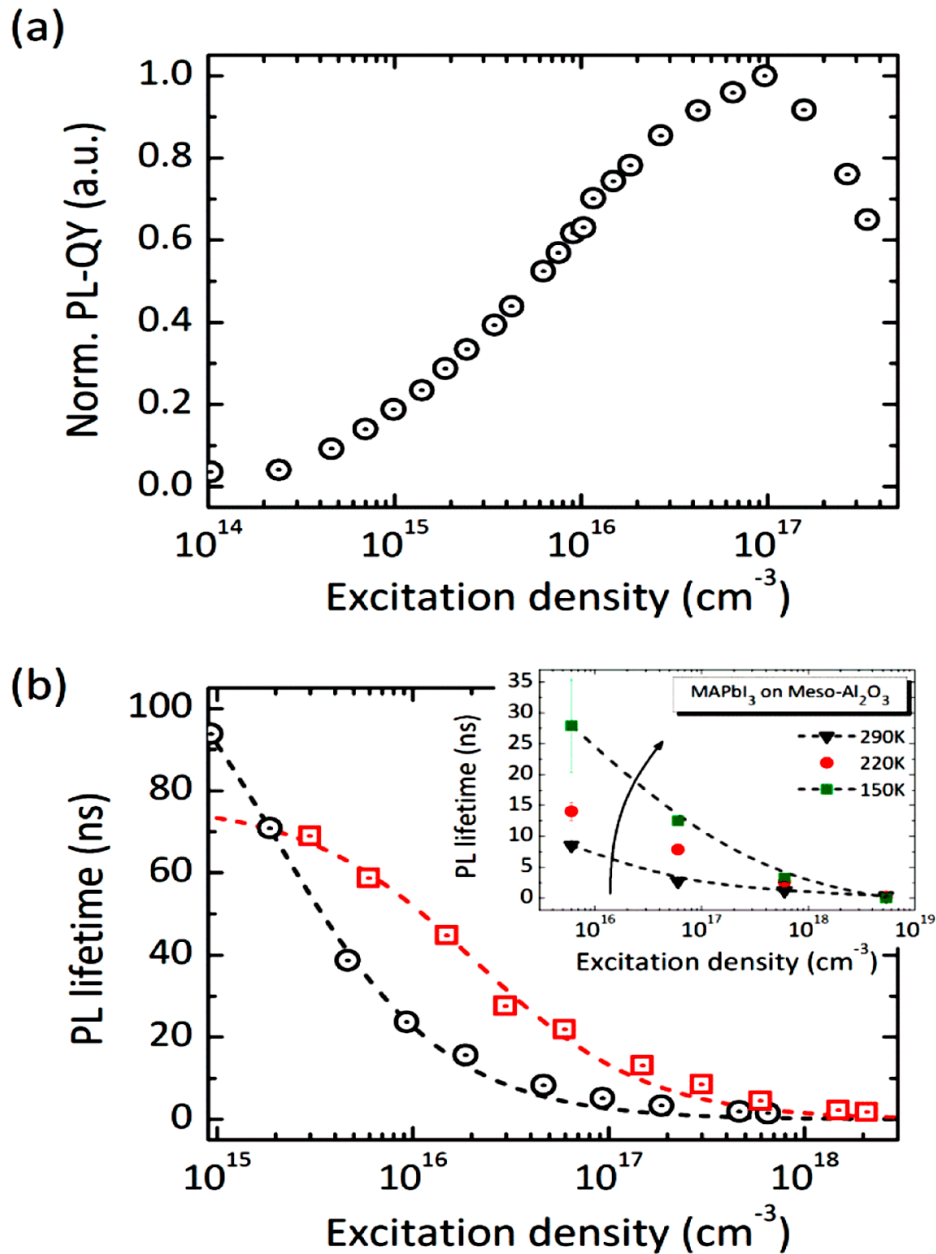 (a)
Norm. PL-QY (a.u.)
1.0
0.8
0.6
0.4
0.2
0.0
10^14 10^15 10^16 10^17
Excitation density (cm^-3)
(b)
PL lifetime (ns)
100
80
60
40
20
0
10^15 10^16 10^17 10^18
Excitation density (cm^-3)
PL lifetime (ns)
35
30
25
20
15
10
5
0
MAPbI3 on Meso-Al2O3
290K
220K
150K
10^16 10^17 10^18 10^19
Excitation density (cm^-3)